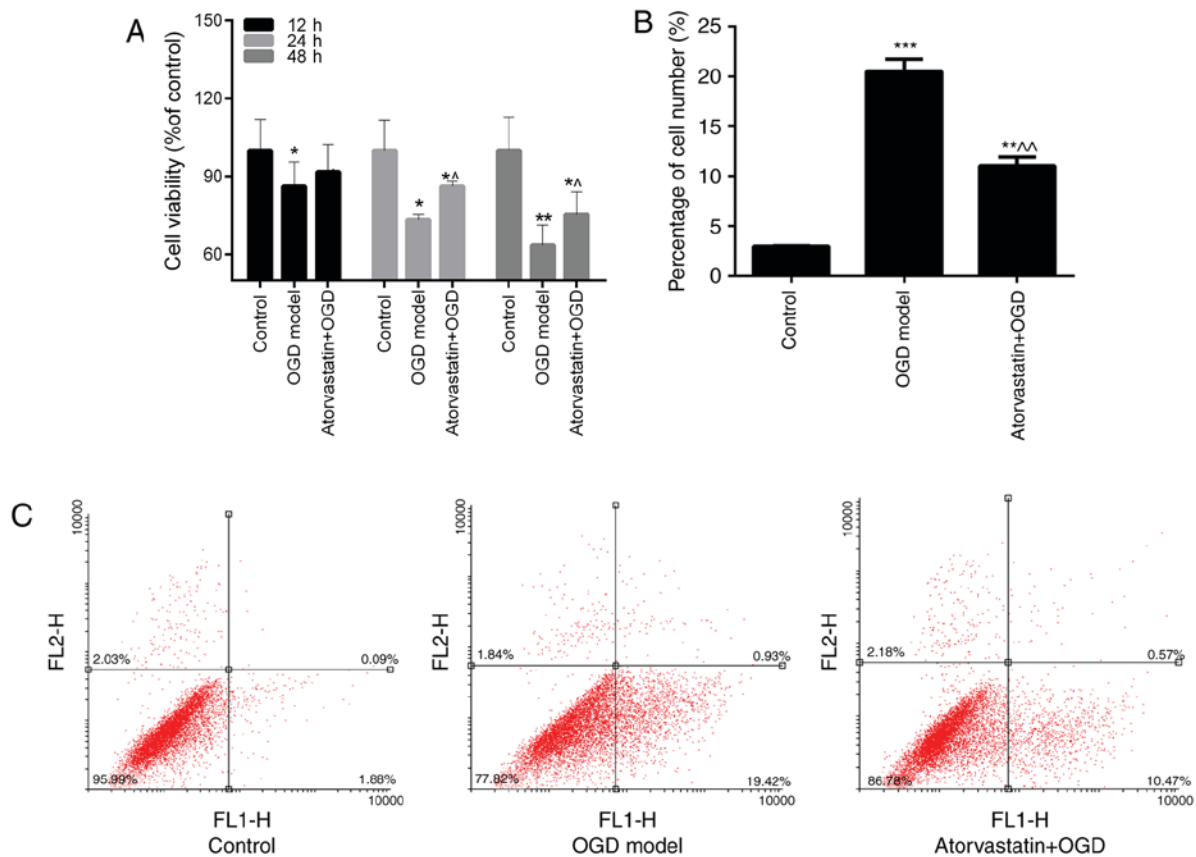 A
Cell viability (%of control)
150
120
90
60
12 h
24 h
48 h
*
*
*^
**
*^
Control
OGD model
Atorvastatin+OGD
Control
OGD model
Atorvastatin+OGD
Control
OGD model
Atorvastatin+OGD
B
Percentage of cell number (%)
25
20
15
10
5
0
***
**^^
Control
OGD model
Atorvastatin+OGD
C
10000
FL2-H
2.03%
0.09%
95.99%
1.88%
10000
FL1-H
Control
10000
FL2-H
1.84%
0.93%
77.82%
19.42%
10000
FL1-H
OGD model
10000
FL2-H
2.18%
0.57%
86.78%
10.47%
10000
FL1-H
Atorvastatin+OGD